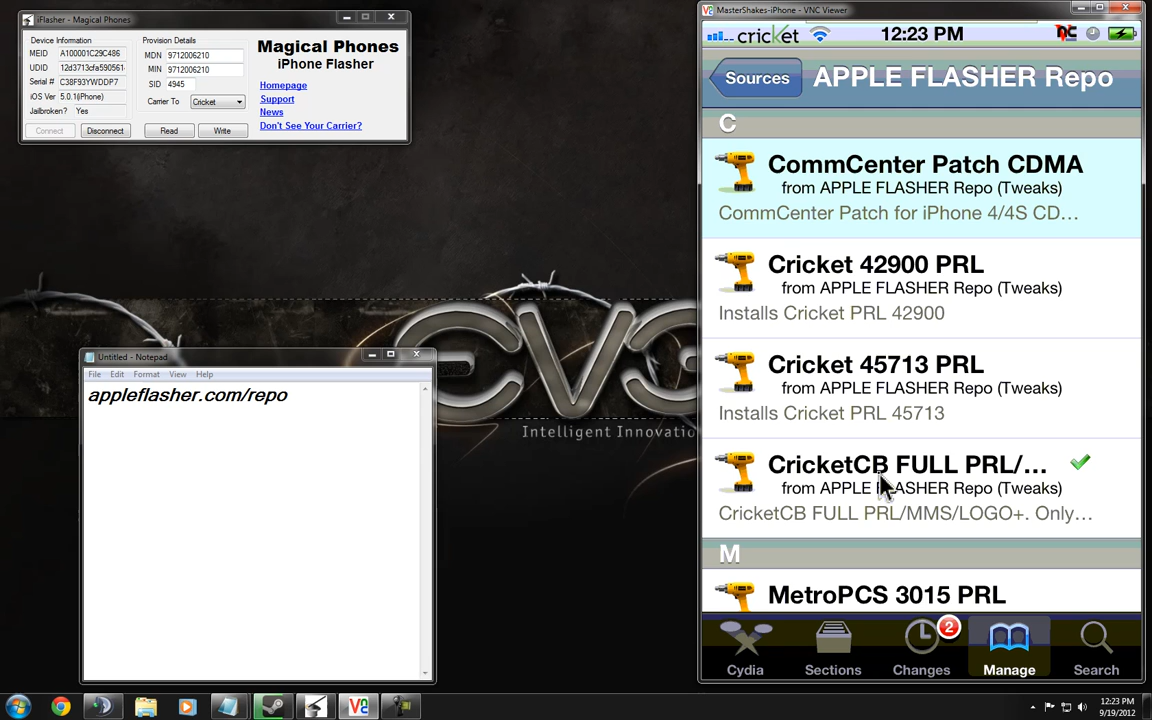 iFlasher - Magical Phones
Device Information
MEID A100001C29C486
UDID 12d3713cfa590561·
Serial # C38F93YWDDP7
iOS Ver 5.0.1(iPhone)
Jailbroken? Yes
Connect Disconnect
Provision Details
MDN 9712006210
MIN 9712006210
SID 4945
Carrier To Cricket
Read Write
Magical Phones
iPhone Flasher
Homepage
Support
News
Don't See Your Carrier?
Untitled - Notepad
File Edit Format View Help
appleflasher.com/repo
Intelligent Innovatio
MasterShakes-iPhone - VNC Viewer
cricket 12:23 PM
Sources APPLE FLASHER Repo
C
CommCenter Patch CDMA
from APPLE FLASHER Repo (Tweaks)
CommCenter Patch for iPhone 4/4S CD...
Cricket 42900 PRL
from APPLE FLASHER Repo (Tweaks)
Installs Cricket PRL 42900
Cricket 45713 PRL
from APPLE FLASHER Repo (Tweaks)
Installs Cricket PRL 45713
CricketCB FULL PRL/...
from APPLE FLASHER Repo (Tweaks)
CricketCB FULL PRL/MMS/LOGO+. Only...
M
MetroPCS 3015 PRL
2
Cydia Sections Changes Manage Search
12:23 PM
9/19/2012